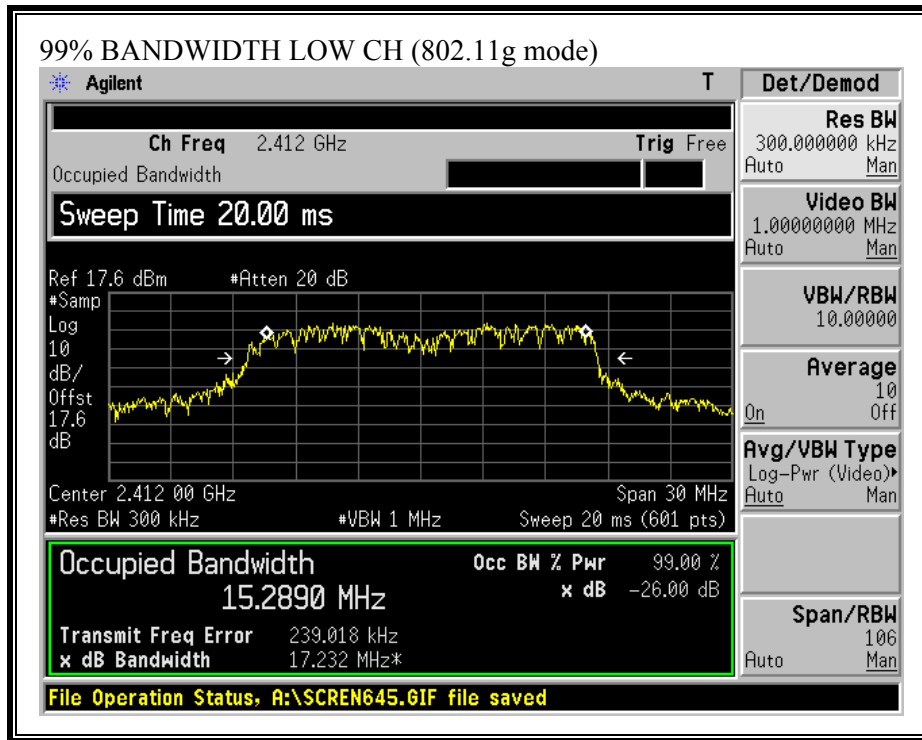 99% BANDWIDTH LOW CH (802.11g mode)
Agilent T
Ch Freq 2.412 GHz Trig Free
Occupied Bandwidth
Sweep Time 20.00 ms
Ref 17.6 dBm #Atten 20 dB
#Samp
Log
10
dB/
Offst
17.6
dB
Center 2.412 00 GHz Span 30 MHz
#Res BW 300 kHz #VBW 1 MHz Sweep 20 ms (601 pts)
Occupied Bandwidth
15.2890 MHz
Occ BW % Pwr 99.00 %
x dB -26.00 dB
Transmit Freq Error 239.018 kHz
x dB Bandwidth 17.232 MHz*
File Operation Status, A:\SCREN645.GIF file saved
Det/Demod
Res BW
300.000000 kHz
Auto Man
Video BW
1.00000000 MHz
Auto Man
VBW/RBW
10.00000
Average
10
On Off
Avg/VBW Type
Log-Pwr (Video)
Auto Man
Span/RBW
106
Auto Man